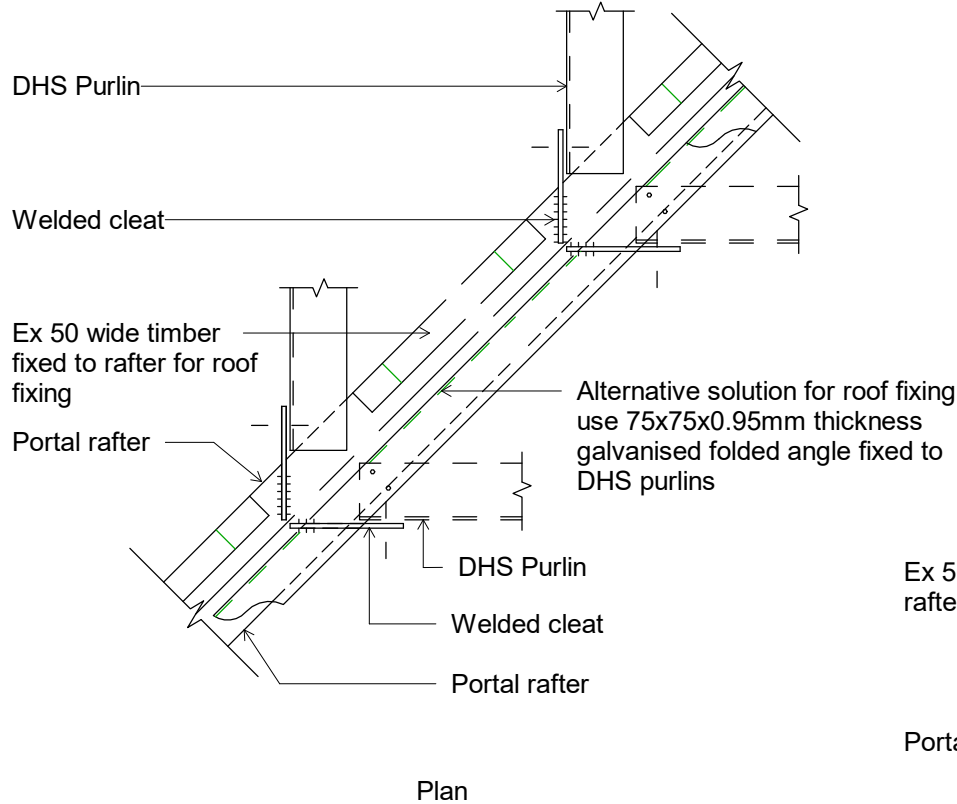 DHS Purlin
Welded cleat
Ex 50 wide timber
fixed to rafter for roof
fixing
Portal rafter
Alternative solution for roof fixing
use 75x75x0.95mm thickness
galvanised folded angle fixed to
DHS purlins
DHS Purlin
Welded cleat
Portal rafter
Plan
Ex